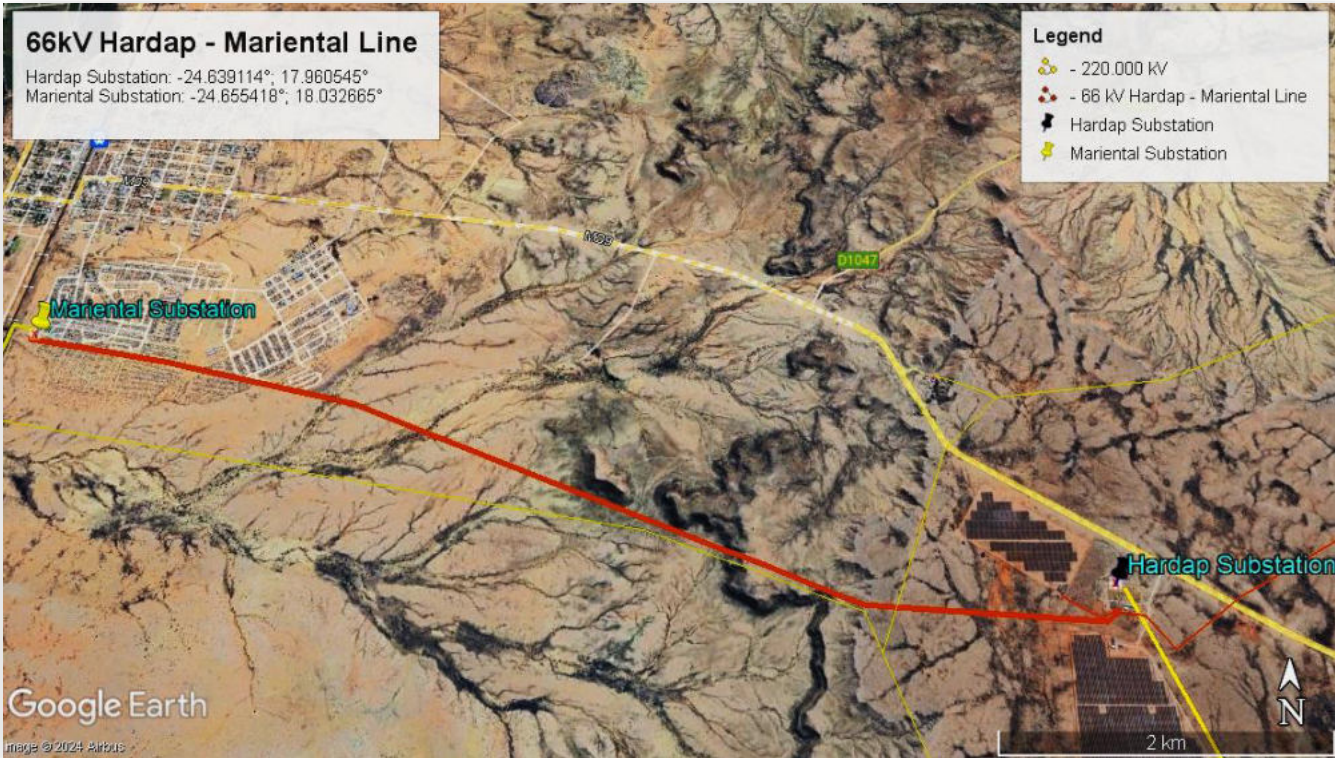 66kV Hardap - Mariental Line
Hardap Substation: -24.639114°; 17.960545°
Mariental Substation: -24.655418°; 18.032665°
Legend
- 220.000 kV
- 66 kV Hardap - Mariental Line
Hardap Substation
Mariental Substation
M29
M29
D1047
Mariental Substation
Hardap Substation
Google Earth
Image © 2024 Airbus
N
2 km